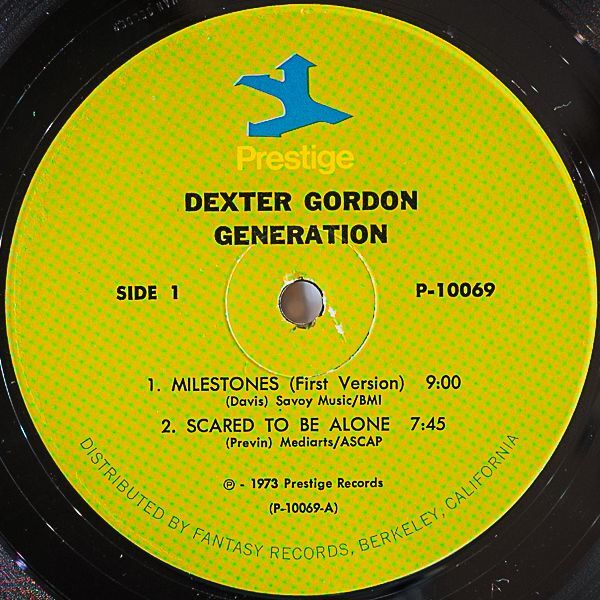 Prestige
DEXTER GORDON
GENERATION
SIDE 1
P-10069
1. MILESTONES (First Version) 9:00
(Davis) Savoy Music/BMI
2. SCARED TO BE ALONE 7:45
(Previn) Mediarts/ASCAP
℗ - 1973 Prestige Records
(P-10069-A)
DISTRIBUTED BY FANTASY RECORDS, BERKELEY, CALIFORNIA